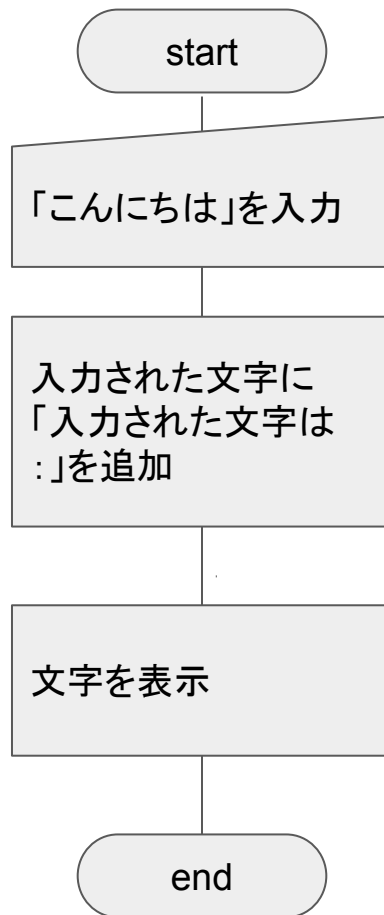 start
「こんにちは」を入力
入力された文字に
「入力された文字は
：」を追加
文字を表示
end